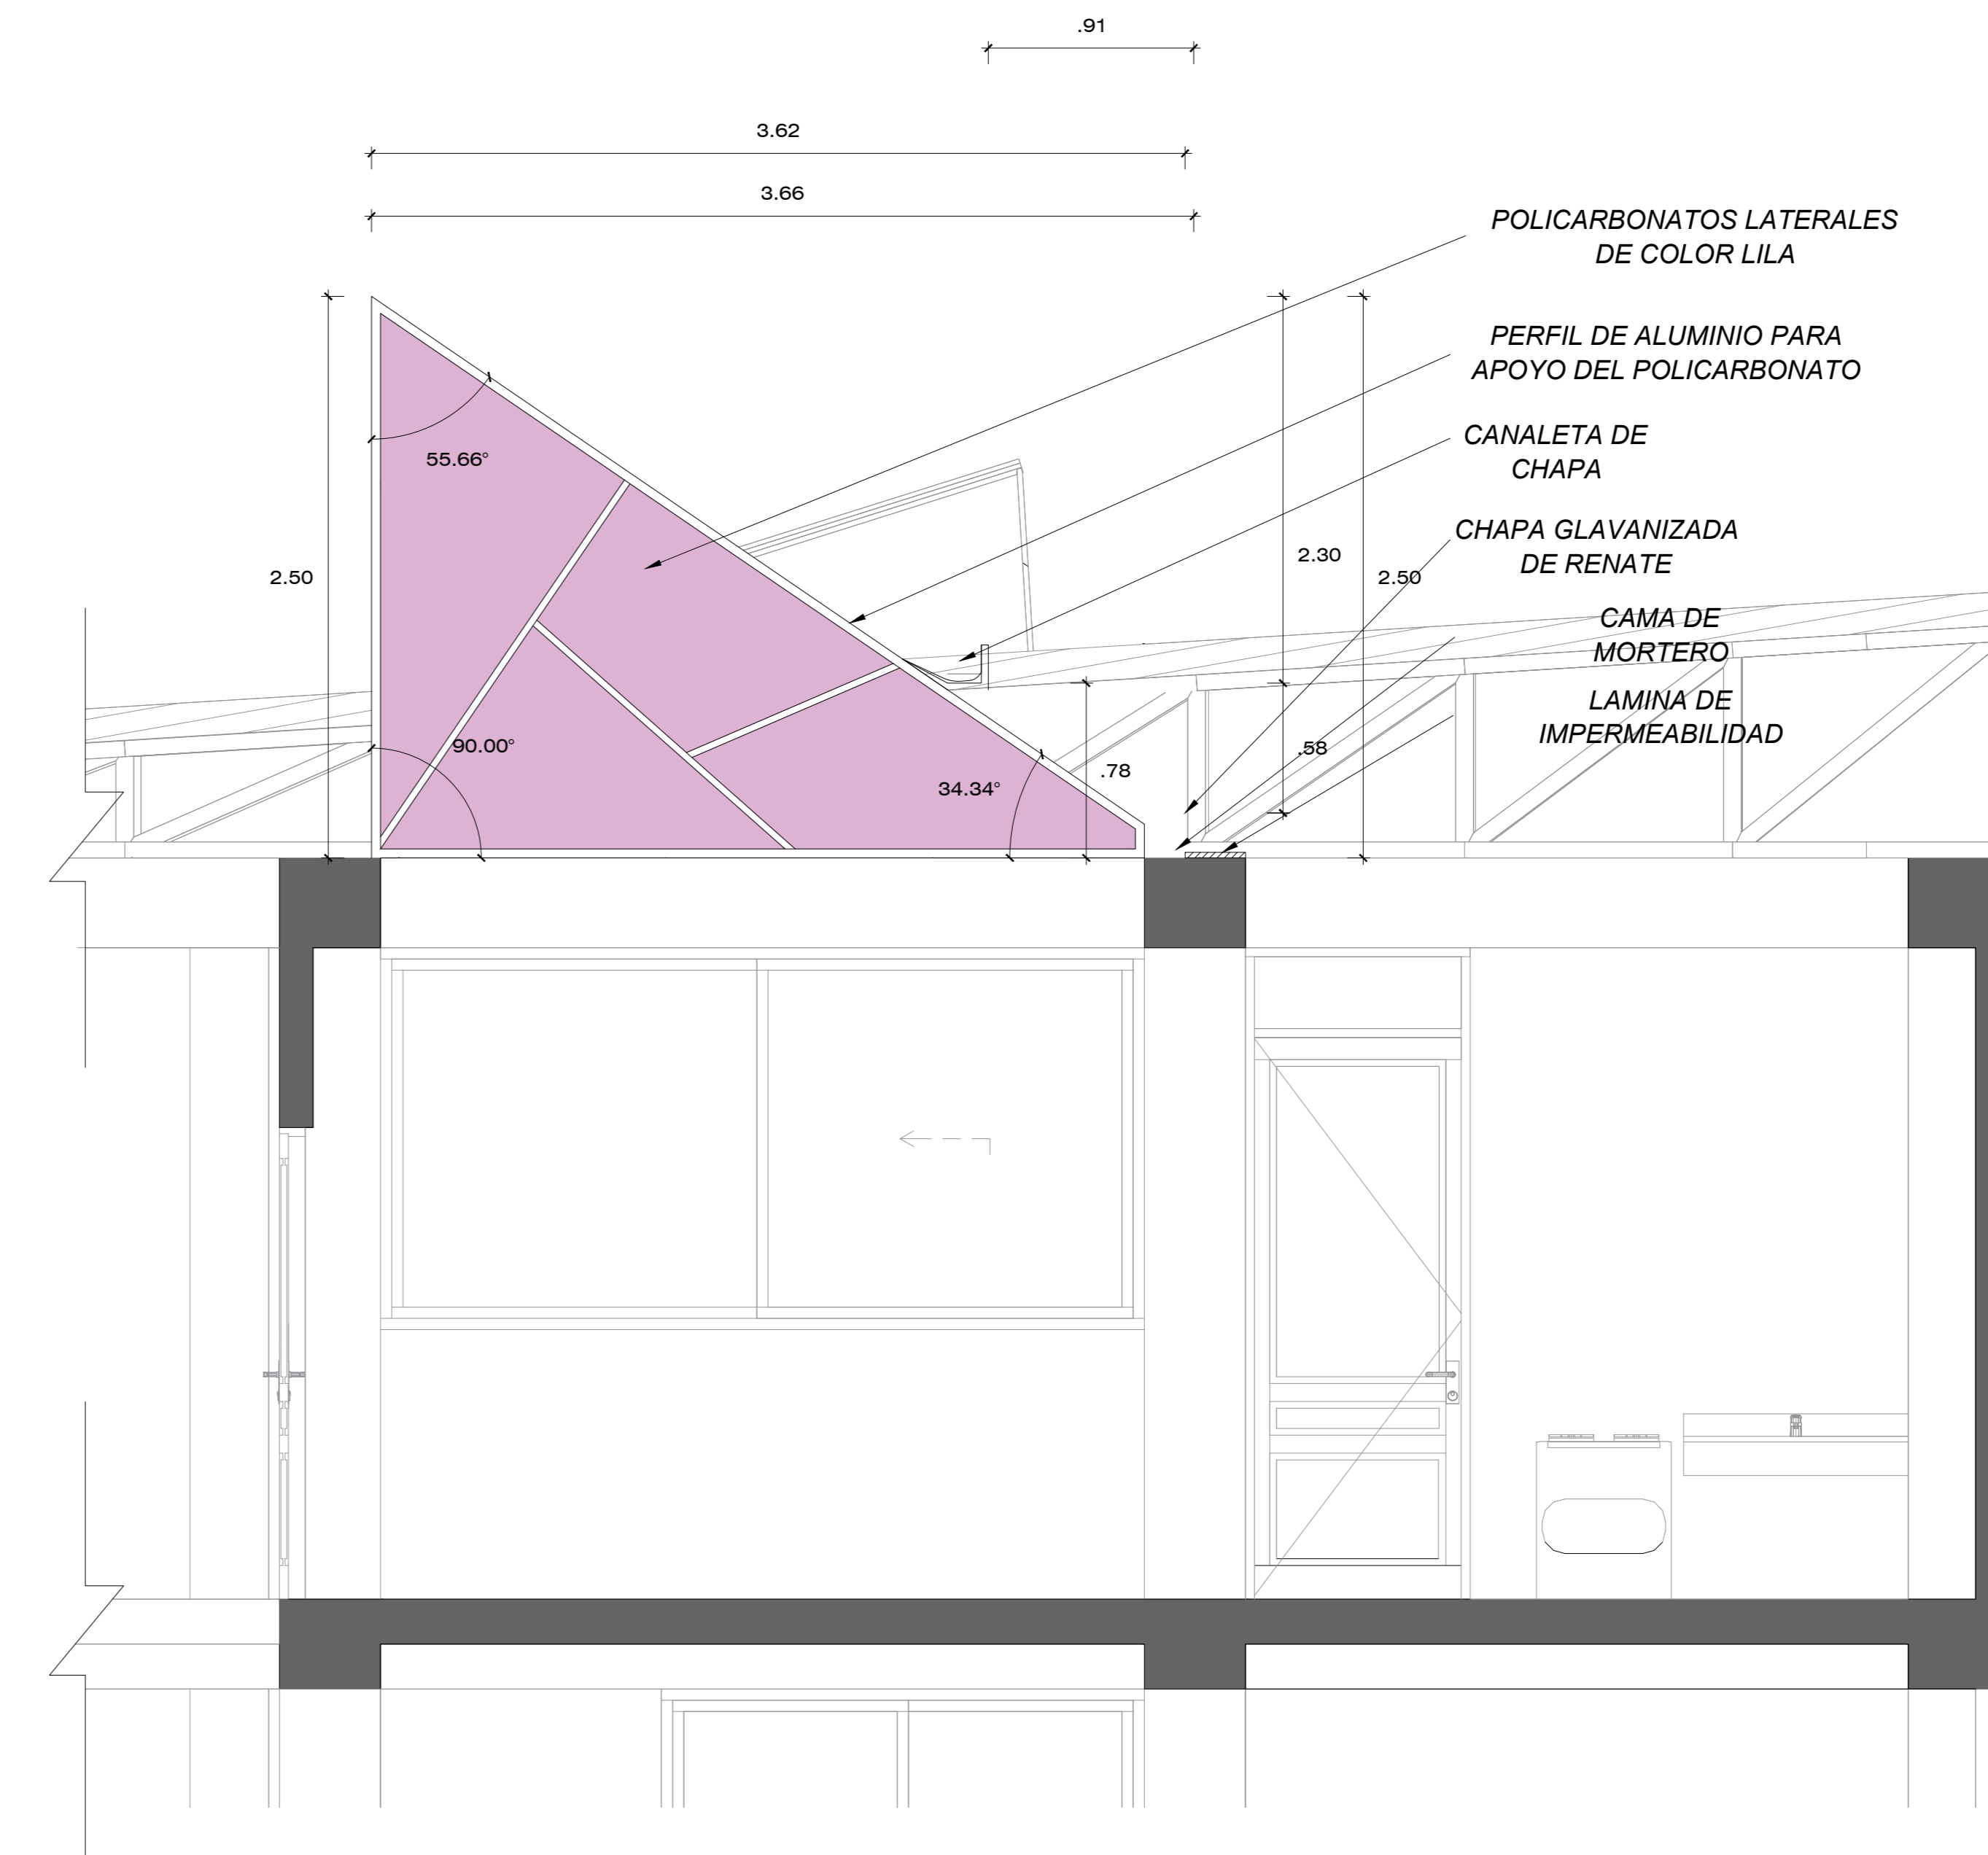 .91
3.62
3.66
POLICARBONATOS LATERALES
DE COLOR LILA
PERFIL DE ALUMINIO PARA
APOYO DEL POLICARBONATO
CANALETA DE
CHAPA
55.66°
CHAPA GLAVANIZADA
DE RENATE
2.50
2.30
2.50
CAMA DE
MORTERO
LAMINA DE
IMPERMEABILIDAD
90.00°
.58
.78
34.34°